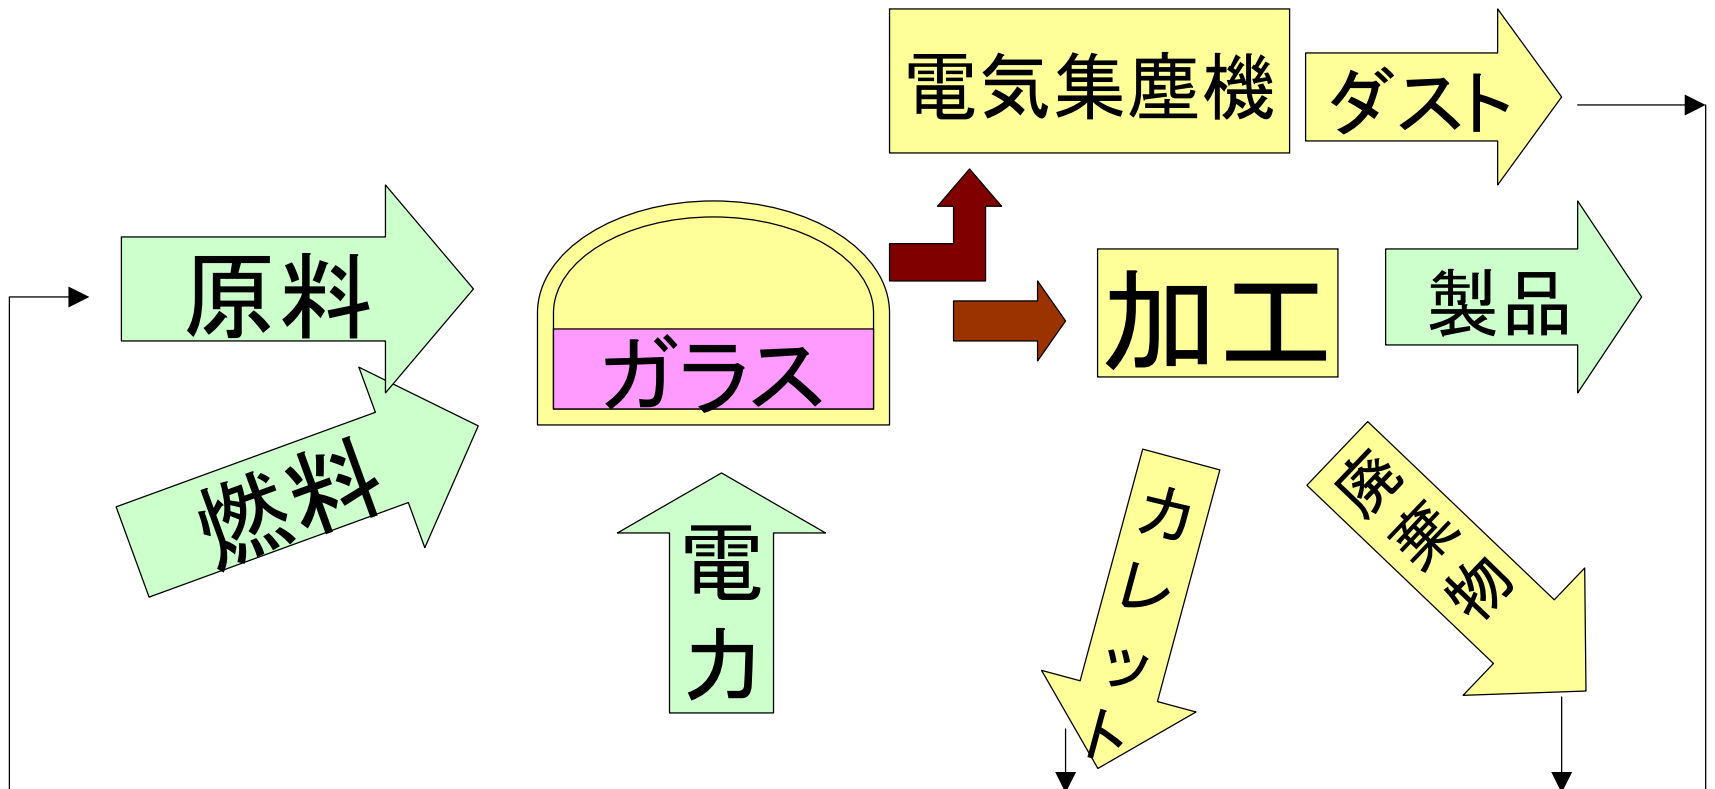 電気集塵機
ダスト
原料
ガラス
加工
製品
燃料
電力
カレット
廃棄物